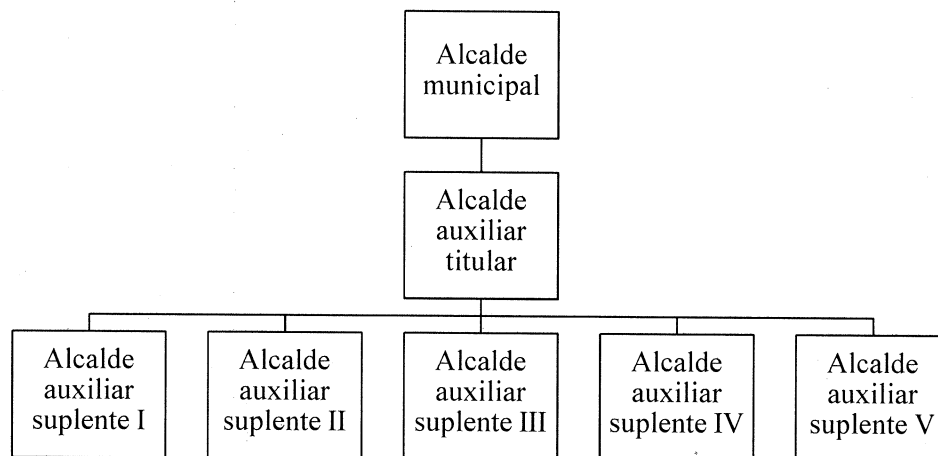 Alcalde
municipal
Alcalde
auxiliar
titular
Alcalde
auxiliar
suplente I
Alcalde
auxiliar
suplente II
Alcalde
auxiliar
suplente III
Alcalde
auxiliar
suplente IV
Alcalde
auxiliar
suplente V